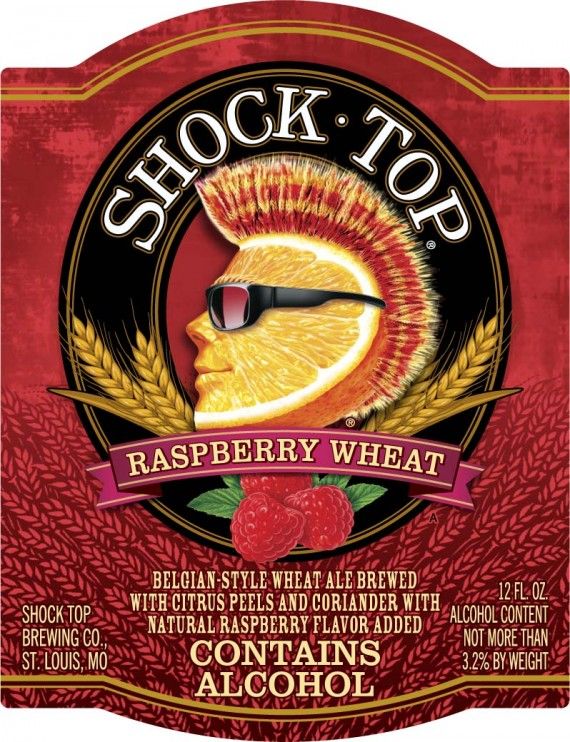 SHOCK · TOP
®
®
RASPBERRY WHEAT
A
BELGIAN-STYLE WHEAT ALE BREWED
WITH CITRUS PEELS AND CORIANDER WITH
NATURAL RASPBERRY FLAVOR ADDED
CONTAINS
ALCOHOL
SHOCK TOP
BREWING CO.,
ST. LOUIS, MO
12 FL. OZ.
ALCOHOL CONTENT
NOT MORE THAN
3.2% BY WEIGHT